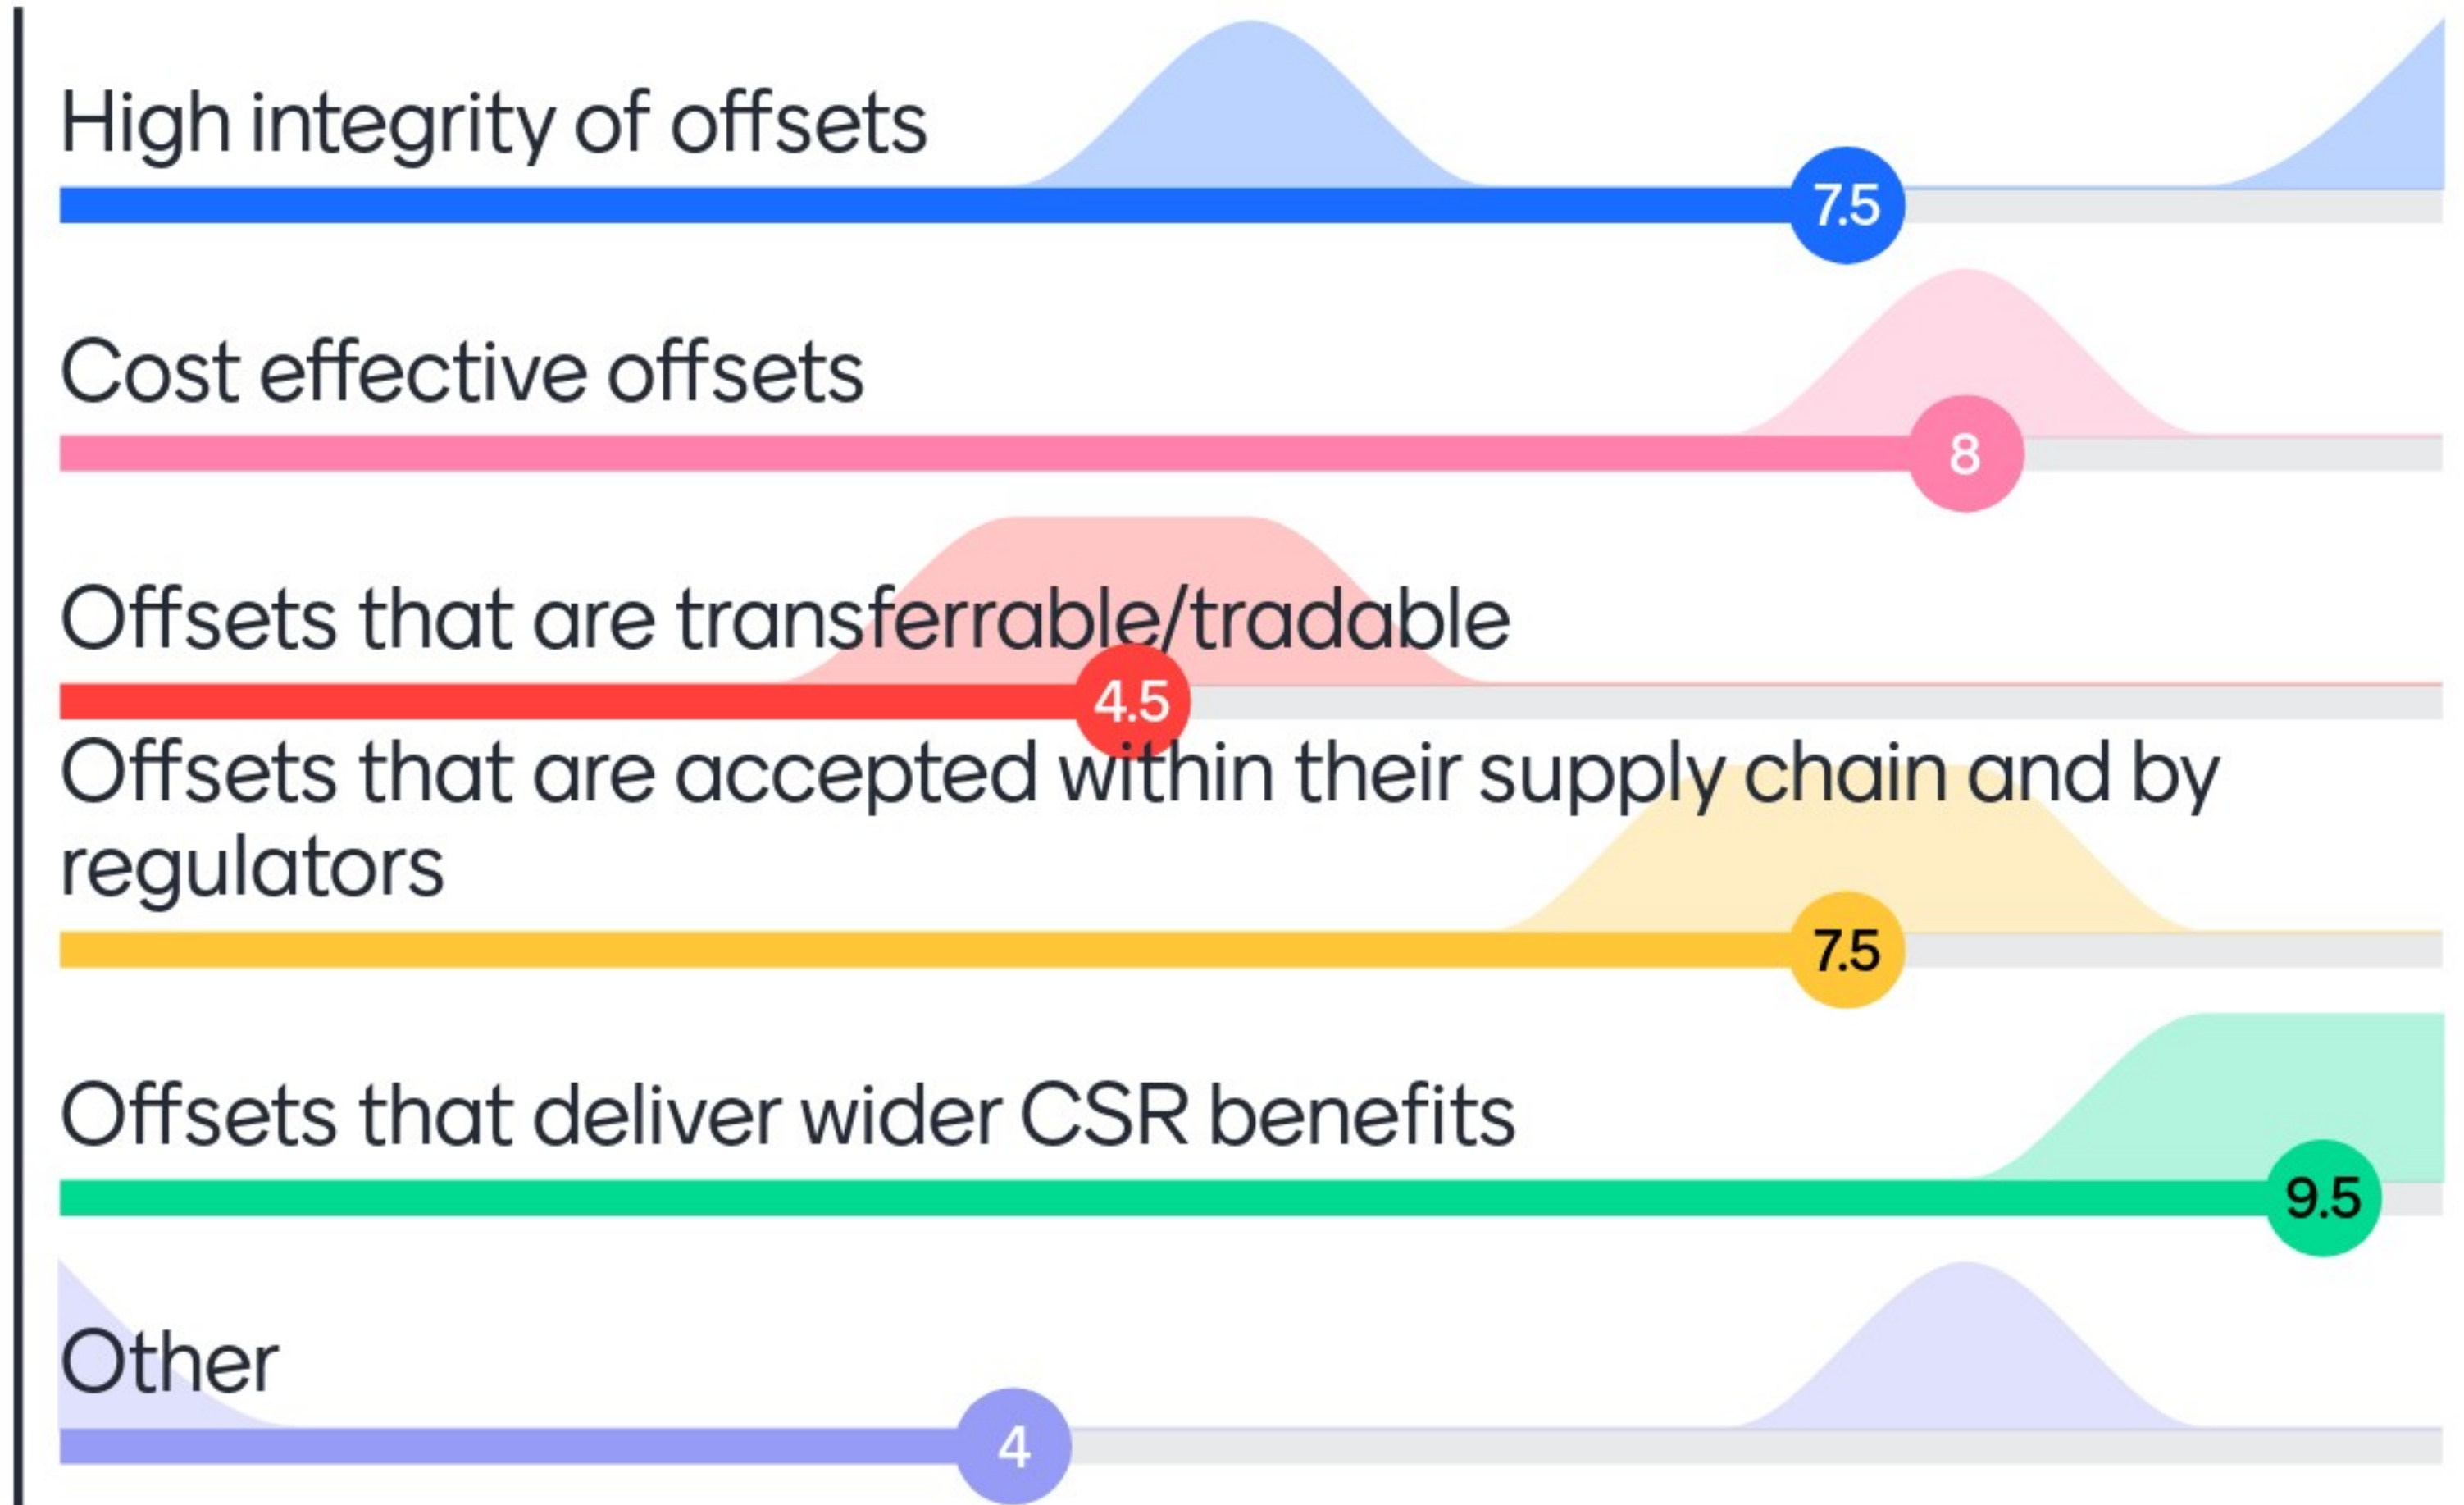 High integrity of offsets
7.5
Cost effective offsets
8
Offsets that are transferrable/tradable
4.5
Offsets that are accepted within their supply chain and by
regulators
7.5
Offsets that deliver wider CSR benefits
9.5
Other
4